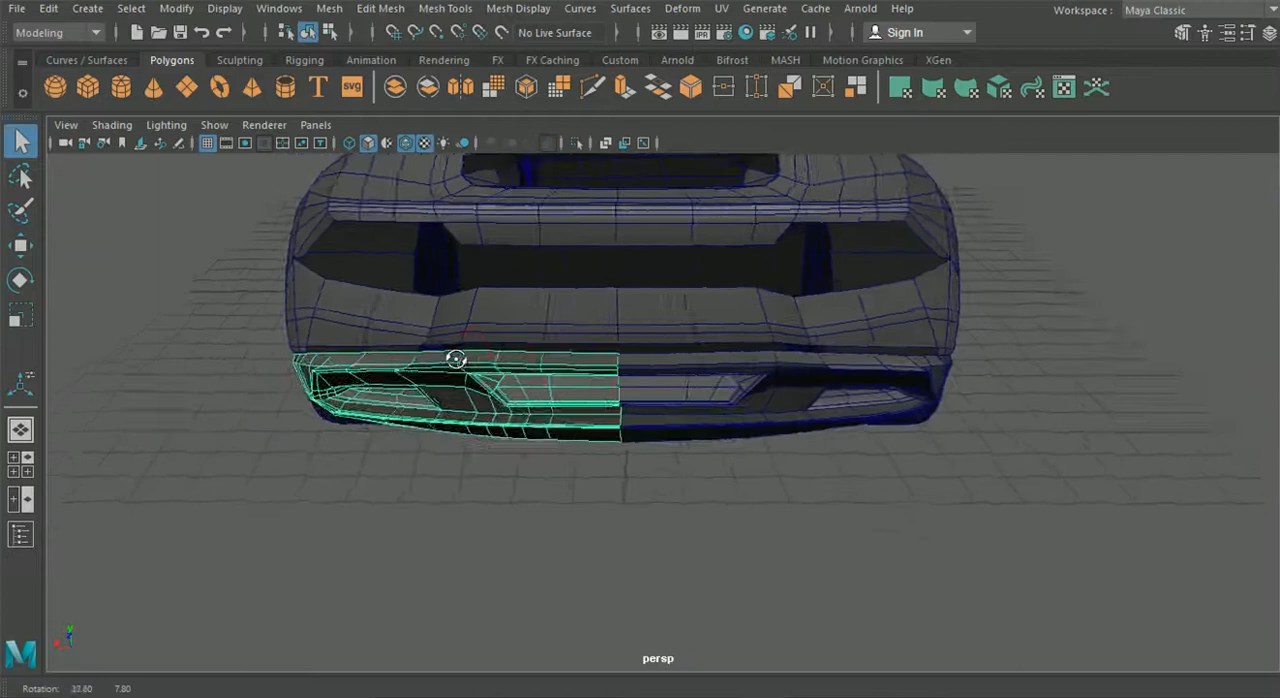 File Edit Create Select Modify Display Windows Mesh Edit Mesh Mesh Tools Mesh Display Curves Surfaces Deform UV Generate Cache Arnold Help Workspace : Maya Classic
Modeling No Live Surface IPR Sign In
Curves / Surfaces Polygons Sculpting Rigging Animation Rendering FX FX Caching Custom Arnold Bifrost MASH Motion Graphics XGen
T SVG
View Shading Lighting Show Renderer Panels
persp
Rotation: 37.80 7.80